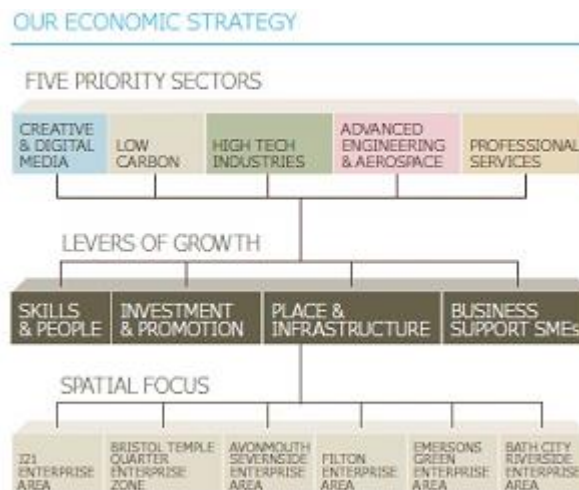 OUR ECONOMIC STRATEGY
FIVE PRIORITY SECTORS
CREATIVE
& DIGITAL
MEDIA
LOW
CARBON
HIGH TECH
INDUSTRIES
ADVANCED
ENGINEERING
& AEROSPACE
PROFESSIONAL
SERVICES
LEVERS OF GROWTH
SKILLS
& PEOPLE
INVESTMENT
& PROMOTION
PLACE &
INFRASTRUCTURE
BUSINESS
SUPPORT SMEs
SPATIAL FOCUS
J21
ENTERPRISE
AREA
BRISTOL TEMPLE
QUARTER
ENTERPRISE
ZONE
AVONMOUTH
SEVERNSIDE
ENTERPRISE
AREA
FILTON
ENTERPRISE
AREA
EMERSONS
GREEN
ENTERPRISE
AREA
BATH CITY
RIVERSIDE
ENTERPRISE
AREA